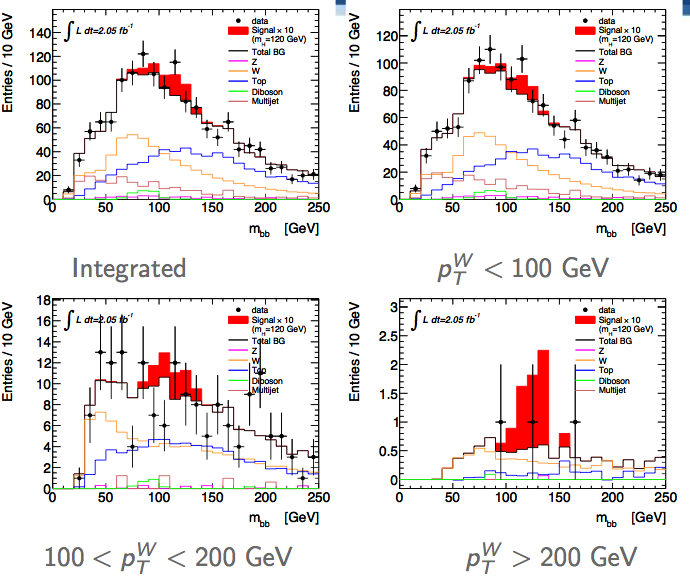 ∫ L dt=2.05 fb⁻¹
data
Signal × 10
(m_H=120 GeV)
Total BG
Z
W
Top
Diboson
Multijet
Entries / 10 GeV
140
120
100
80
60
40
20
0
0 50 100 150 200 250
m_bb [GeV]
Integrated
∫ L dt=2.05 fb⁻¹
data
Signal × 10
(m_H=120 GeV)
Total BG
Z
W
Top
Diboson
Multijet
Entries / 10 GeV
120
100
80
60
40
20
0
0 50 100 150 200 250
m_bb [GeV]
p_T^W < 100 GeV
∫ L dt=2.05 fb⁻¹
data
Signal × 10
(m_H=120 GeV)
Total BG
Z
W
Top
Diboson
Multijet
Entries / 10 GeV
18
16
14
12
10
8
6
4
2
0
0 50 100 150 200 250
m_bb [GeV]
100 < p_T^W < 200 GeV
∫ L dt=2.05 fb⁻¹
data
Signal × 10
(m_H=120 GeV)
Total BG
Z
W
Top
Diboson
Multijet
Entries / 10 GeV
3
2.5
2
1.5
1
0.5
0
0 50 100 150 200 250
m_bb [GeV]
p_T^W > 200 GeV